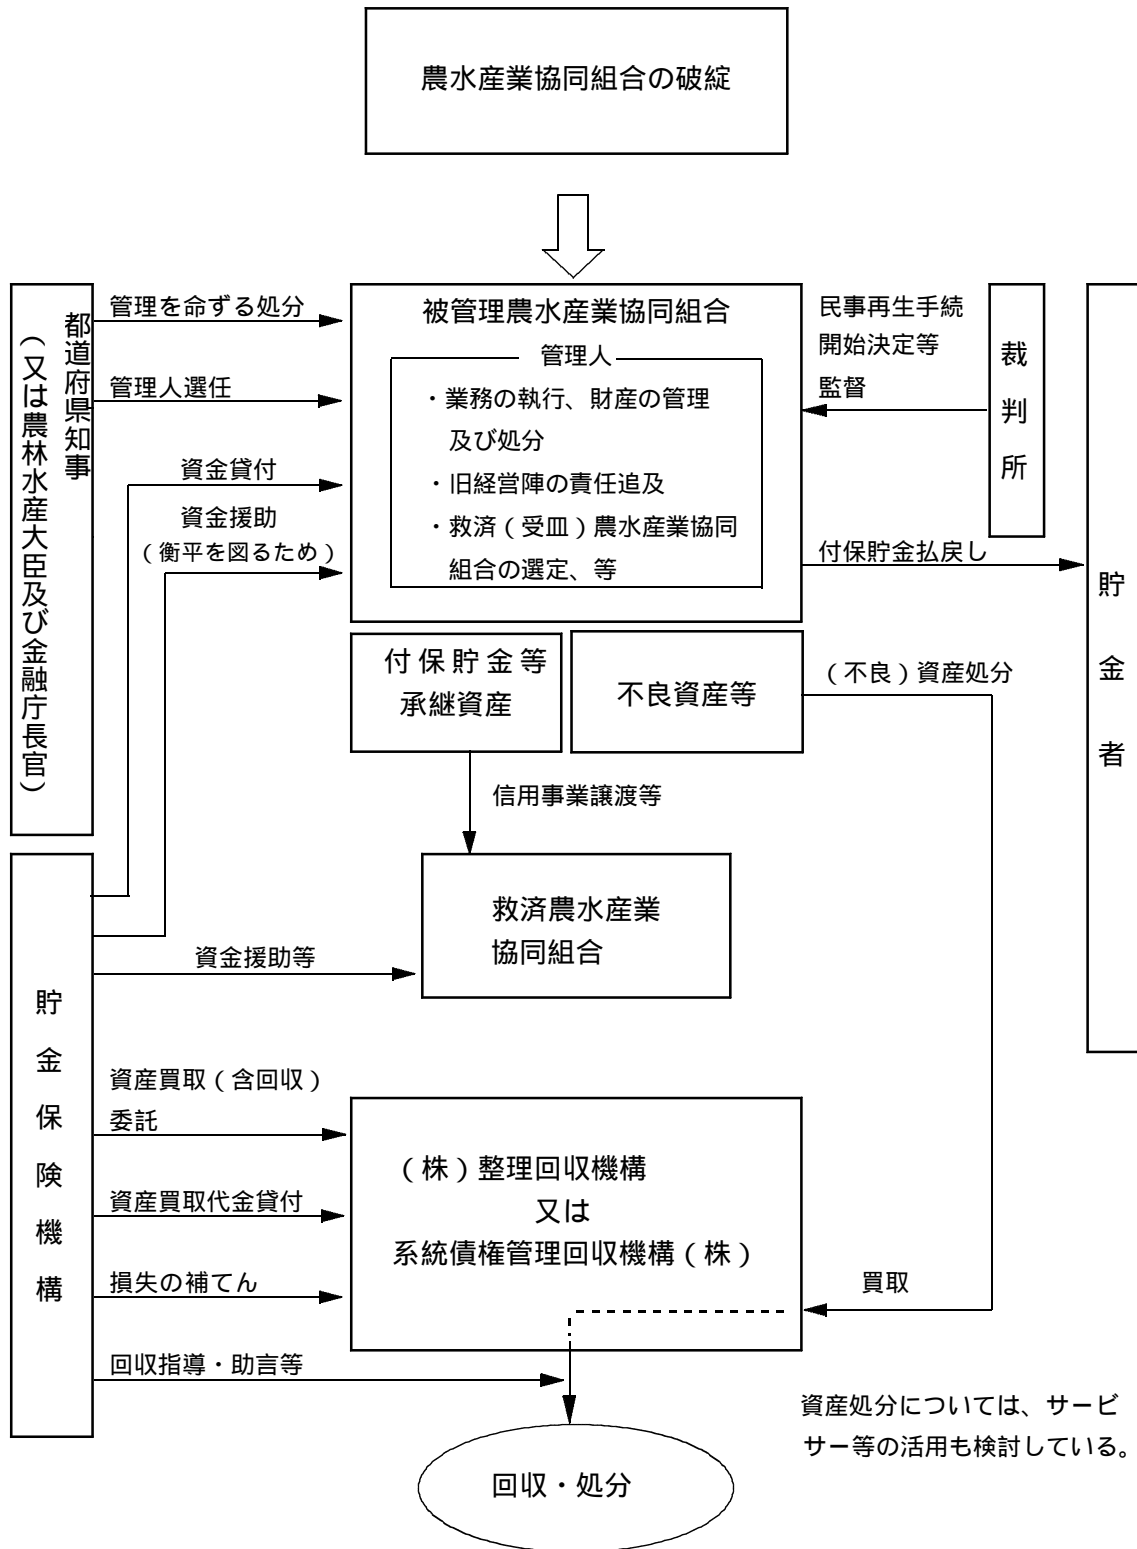 農水産業協同組合の破綻
都道府県知事
(又は農林水産大臣及び金融庁長官)
管理を命ずる処分
管理人選任
資金貸付
資金援助
(衡平を図るため)
被管理農水産業協同組合
管理人
・業務の執行、財産の管理
及び処分
・旧経営陣の責任追及
・救済(受皿)農水産業協同
組合の選定、等
民事再生手続
開始決定等
監督
裁判所
付保貯金払戻し
貯金者
付保貯金等
承継資産
不良資産等
(不良)資産処分
信用事業譲渡等
救済農水産業
協同組合
資金援助等
貯金保険機構
資産買取(含回収)
委託
資産買取代金貸付
損失の補てん
回収指導・助言等
(株)整理回収機構
又は
系統債権管理回収機構(株)
買取
回収・処分
資産処分については、サービ
サー等の活用も検討している。